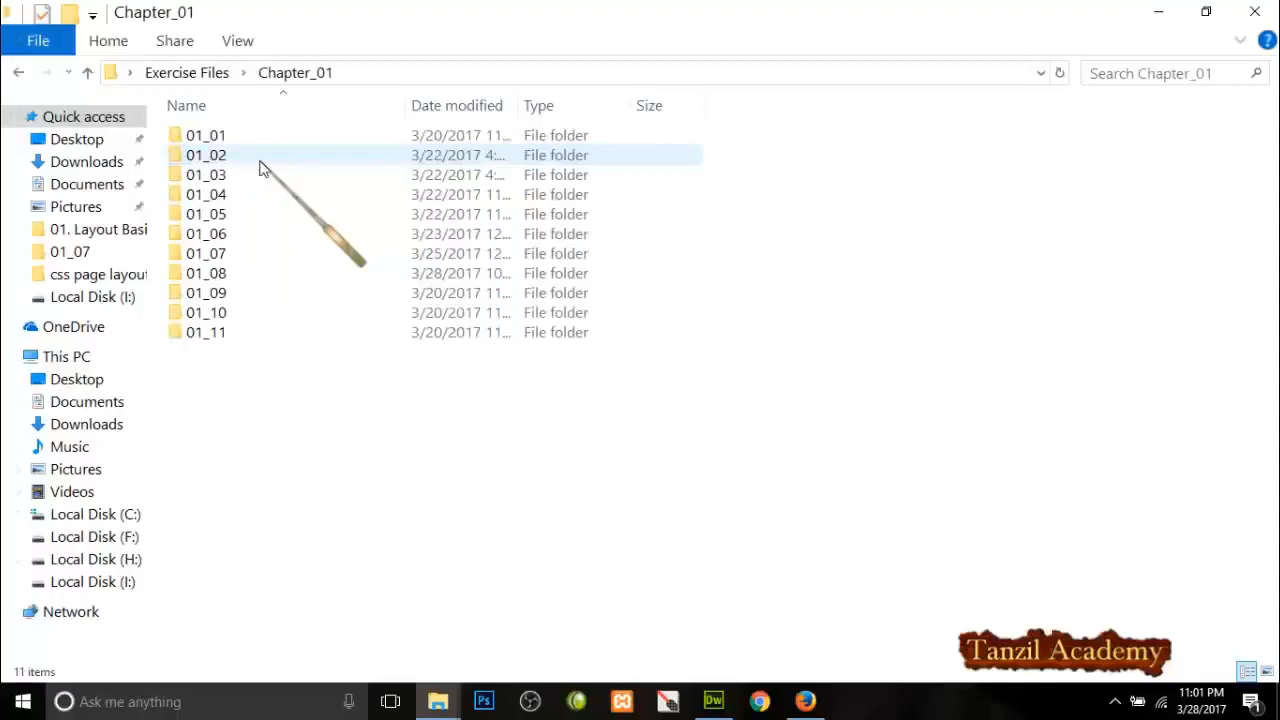 Chapter_01
File Home Share View
Exercise Files Chapter_01 Search Chapter_01
Name Date modified Type Size
Quick access
Desktop
Downloads
Documents
Pictures
01. Layout Basi
01_07
css page layou
Local Disk (I:)
OneDrive
This PC
Desktop
Documents
Downloads
Music
Pictures
Videos
Local Disk (C:)
Local Disk (F:)
Local Disk (H:)
Local Disk (I:)
Network
01_01 3/20/2017 11... File folder
01_02 3/22/2017 4:... File folder
01_03 3/22/2017 4:... File folder
01_04 3/22/2017 11... File folder
01_05 3/22/2017 11... File folder
01_06 3/23/2017 12... File folder
01_07 3/25/2017 12... File folder
01_08 3/28/2017 10... File folder
01_09 3/20/2017 11... File folder
01_10 3/20/2017 11... File folder
01_11 3/20/2017 11... File folder
Tanzil Academy
11 items
Ask me anything
Ps
Dw
11:01 PM
3/28/2017